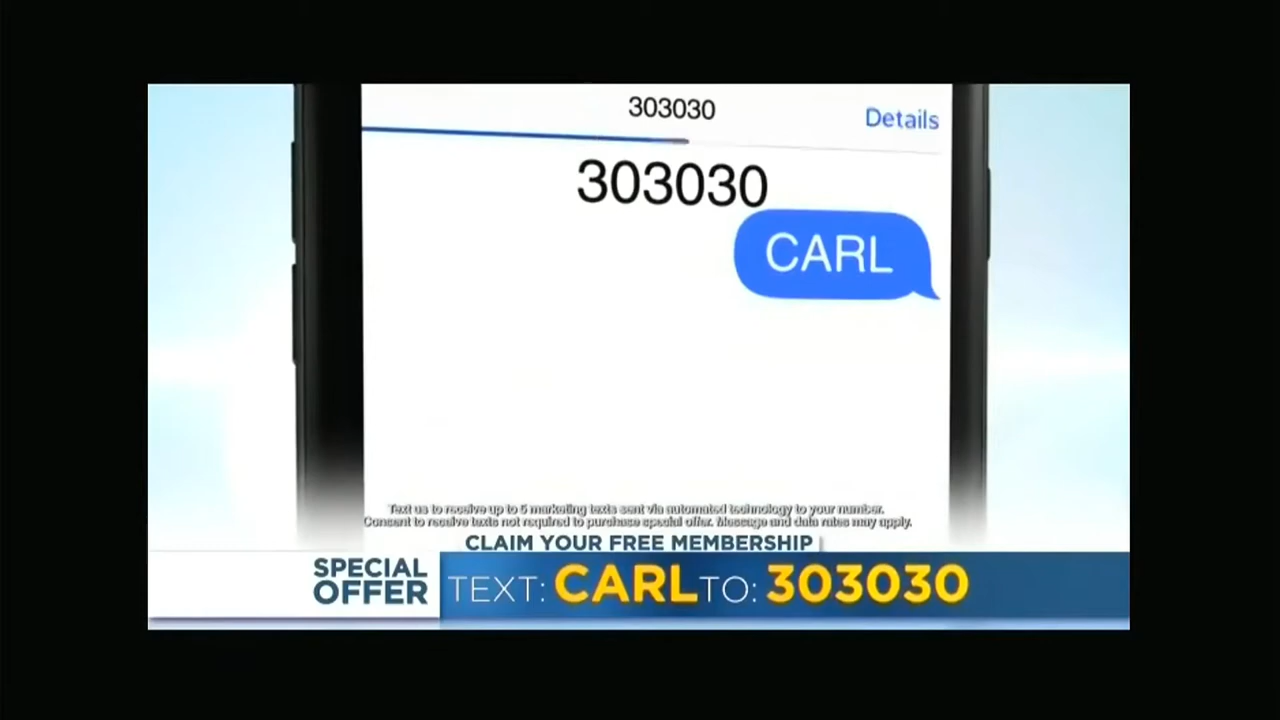 303030
Details
303030
CARL
Text us to receive up to 5 marketing texts sent via automated technology to your number.
Consent to receive texts not required to purchase special offer. Message and data rates may apply.
CLAIM YOUR FREE MEMBERSHIP
SPECIAL
OFFER
TEXT: CARL TO: 303030